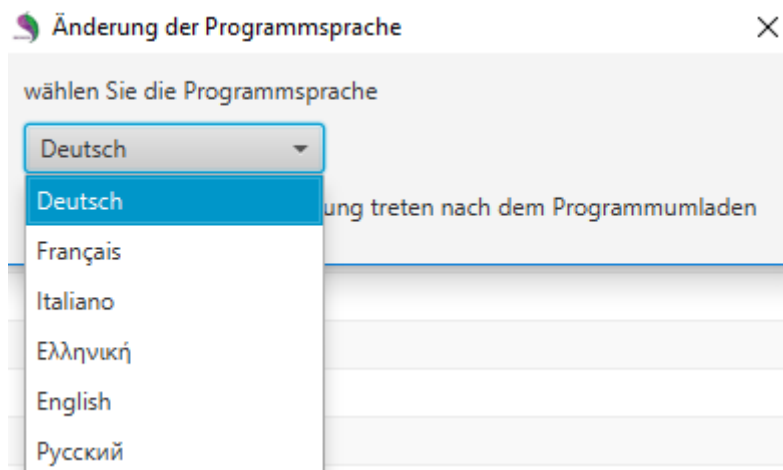 Änderung der Programmsprache
wählen Sie die Programmsprache
Deutsch
Deutsch
ung treten nach dem Programmumladen
Français
Italiano
Ελληνική
English
Русский